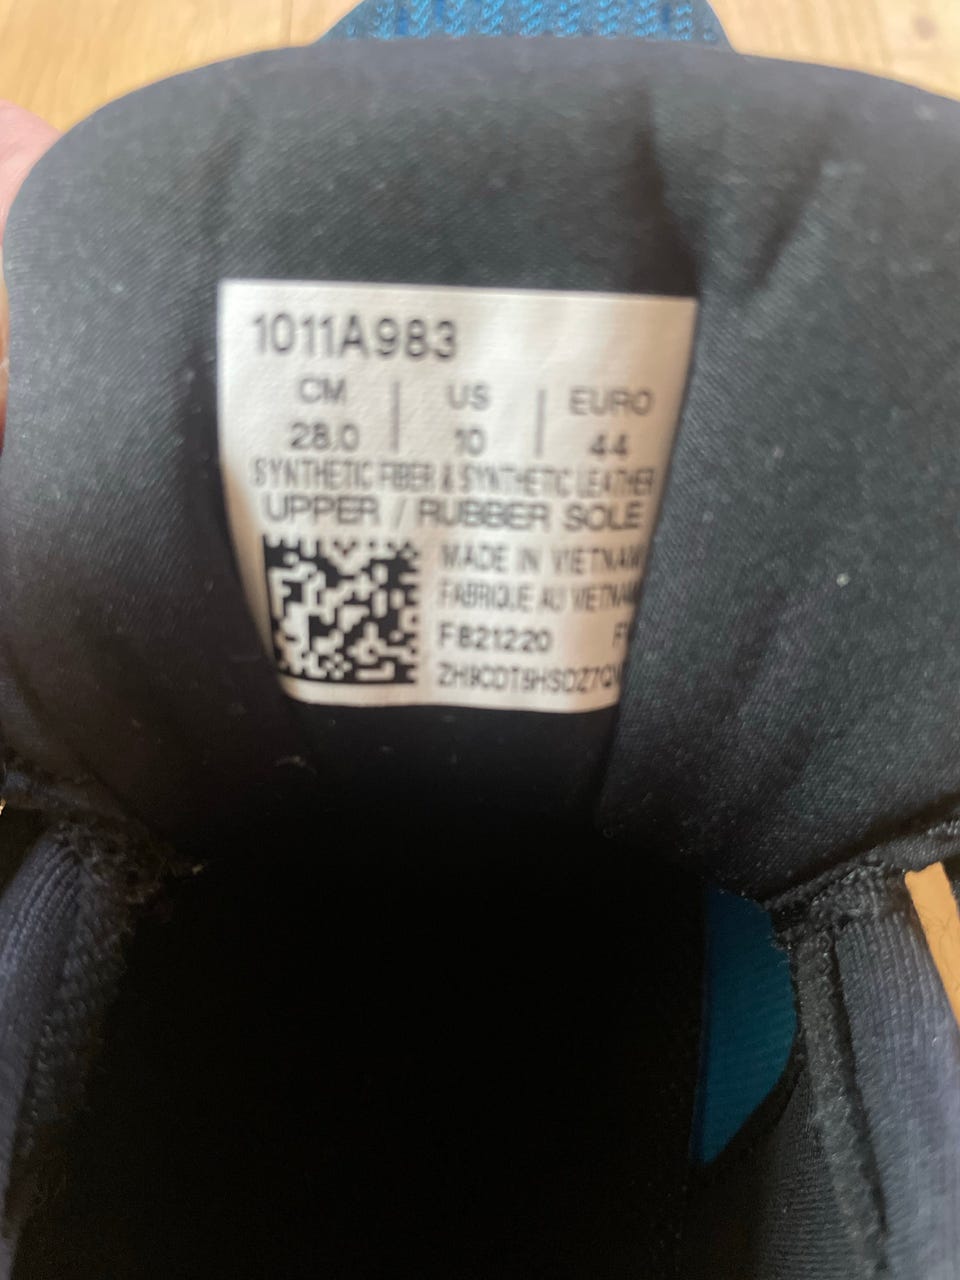 1011A983
CM | US | EURO
28.0 | 10 | 44
SYNTHETIC FIBER & SYNTHETIC LEATHER
UPPER / RUBBER SOLE
MADE IN VIETNAM
FABRIQUE AU VIETNAM
F821220